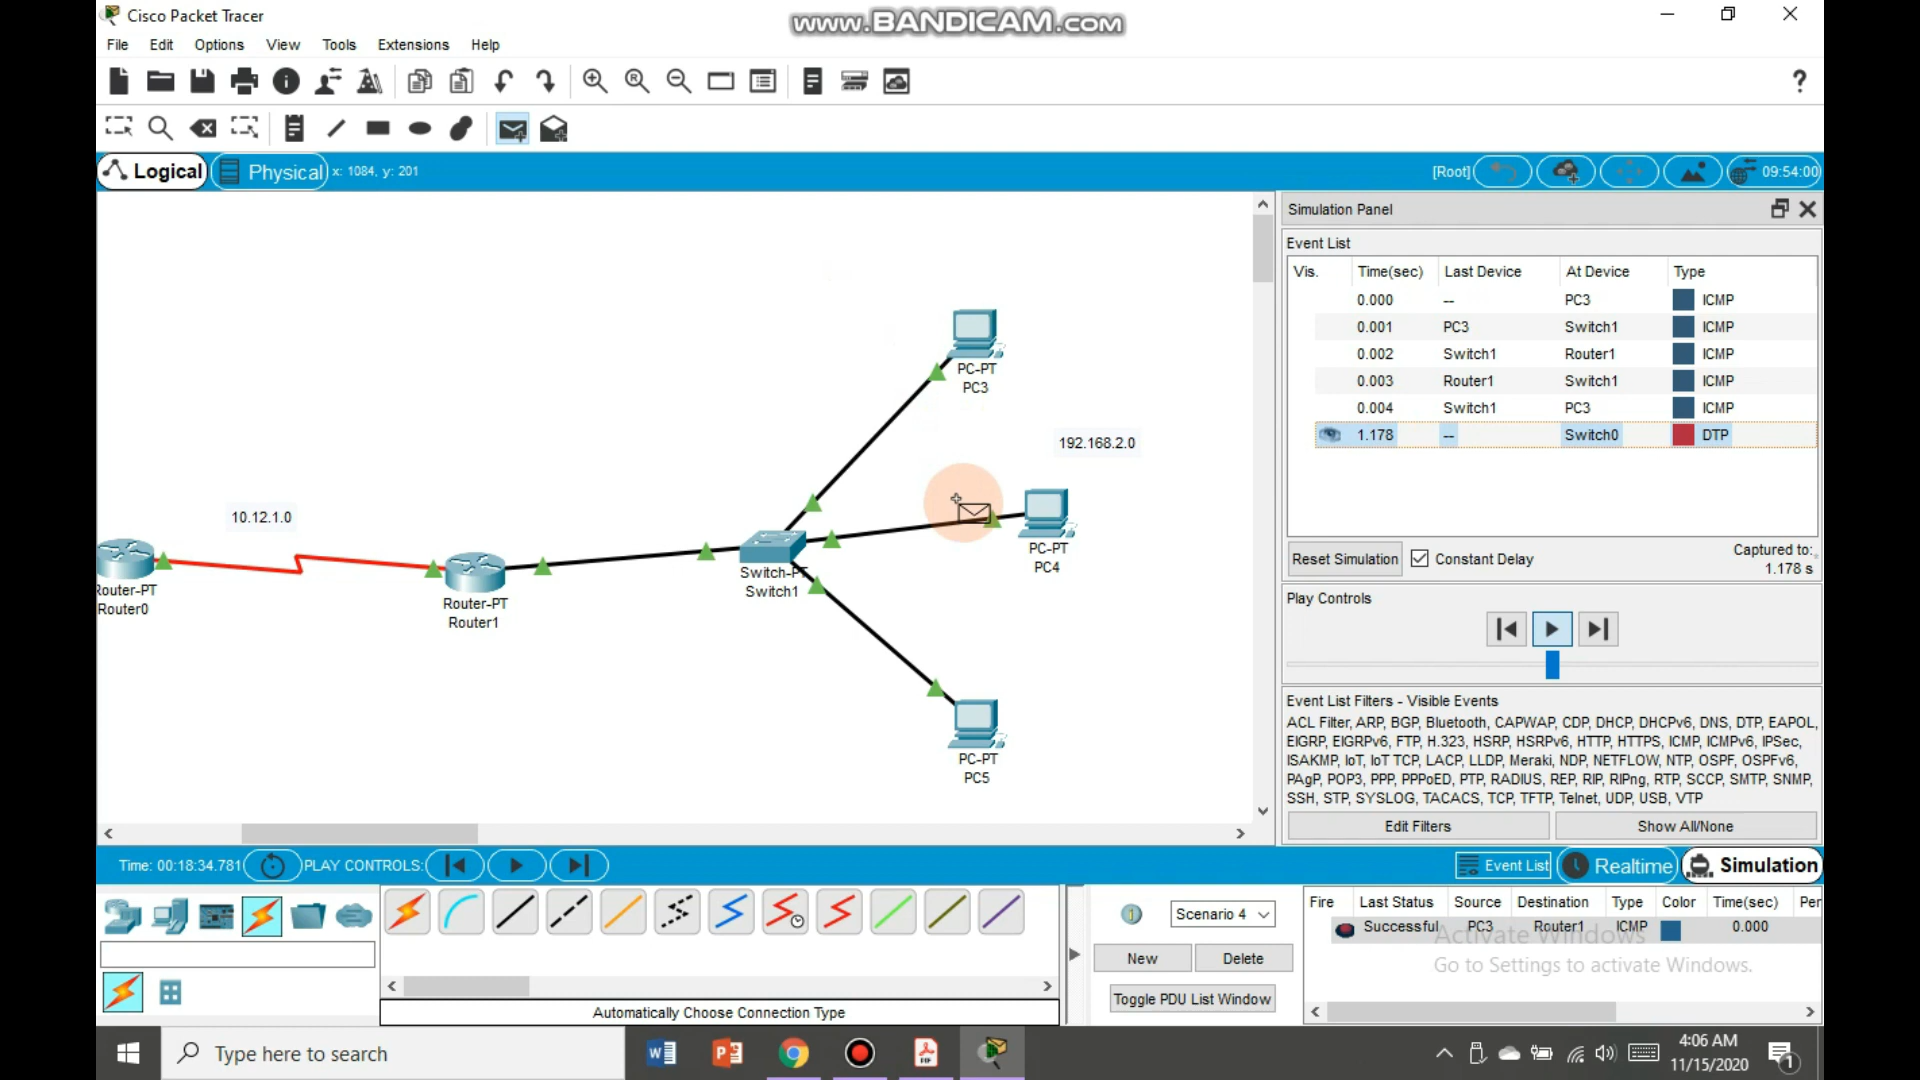 Cisco Packet Tracer
www.BANDICAM.com
File Edit Options View Tools Extensions Help
Logical Physical x: 1084, y: 201 [Root] 09:54:00
Simulation Panel
Event List
Vis. Time(sec) Last Device At Device Type
0.000 -- PC3 ICMP
0.001 PC3 Switch1 ICMP
0.002 Switch1 Router1 ICMP
0.003 Router1 Switch1 ICMP
0.004 Switch1 PC3 ICMP
1.178 -- Switch0 DTP
PC-PT
PC3
192.168.2.0
10.12.1.0
PC-PT
PC4
Switch-PT
Switch1
Router-PT
Router0
Router-PT
Router1
PC-PT
PC5
Reset Simulation Constant Delay Captured to:
1.178 s
Play Controls
Event List Filters - Visible Events
ACL Filter, ARP, BGP, Bluetooth, CAPWAP, CDP, DHCP, DHCPv6, DNS, DTP, EAPOL,
EIGRP, EIGRPv6, FTP, H.323, HSRP, HSRPv6, HTTP, HTTPS, ICMP, ICMPv6, IPSec,
ISAKMP, IoT, IoT TCP, LACP, LLDP, Meraki, NDP, NETFLOW, NTP, OSPF, OSPFv6,
PAgP, POP3, PPP, PPPoED, PTP, RADIUS, REP, RIP, RIPng, RTP, SCCP, SMTP, SNMP,
SSH, STP, SYSLOG, TACACS, TCP, TFTP, Telnet, UDP, USB, VTP
Edit Filters Show All/None
Time: 00:18:34.781 PLAY CONTROLS: Event List Realtime Simulation
Scenario 4
New Delete
Toggle PDU List Window
Fire Last Status Source Destination Type Color Time(sec) Per
Successful PC3 Router1 ICMP 0.000
Activate Windows
Go to Settings to activate Windows.
Automatically Choose Connection Type
Type here to search
4:06 AM
11/15/2020
1